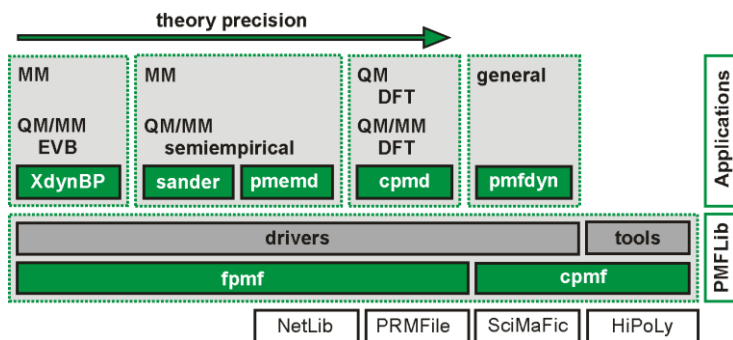 theory precision
MM
QM/MM
EVB
XdynBP
MM
QM/MM
semiempirical
sander
pmemd
QM
DFT
QM/MM
DFT
cpmd
general
pmfdyn
Applications
drivers
tools
fpmf
cpmf
PMFLib
NetLib
PRMFile
SciMaFic
HiPoLy